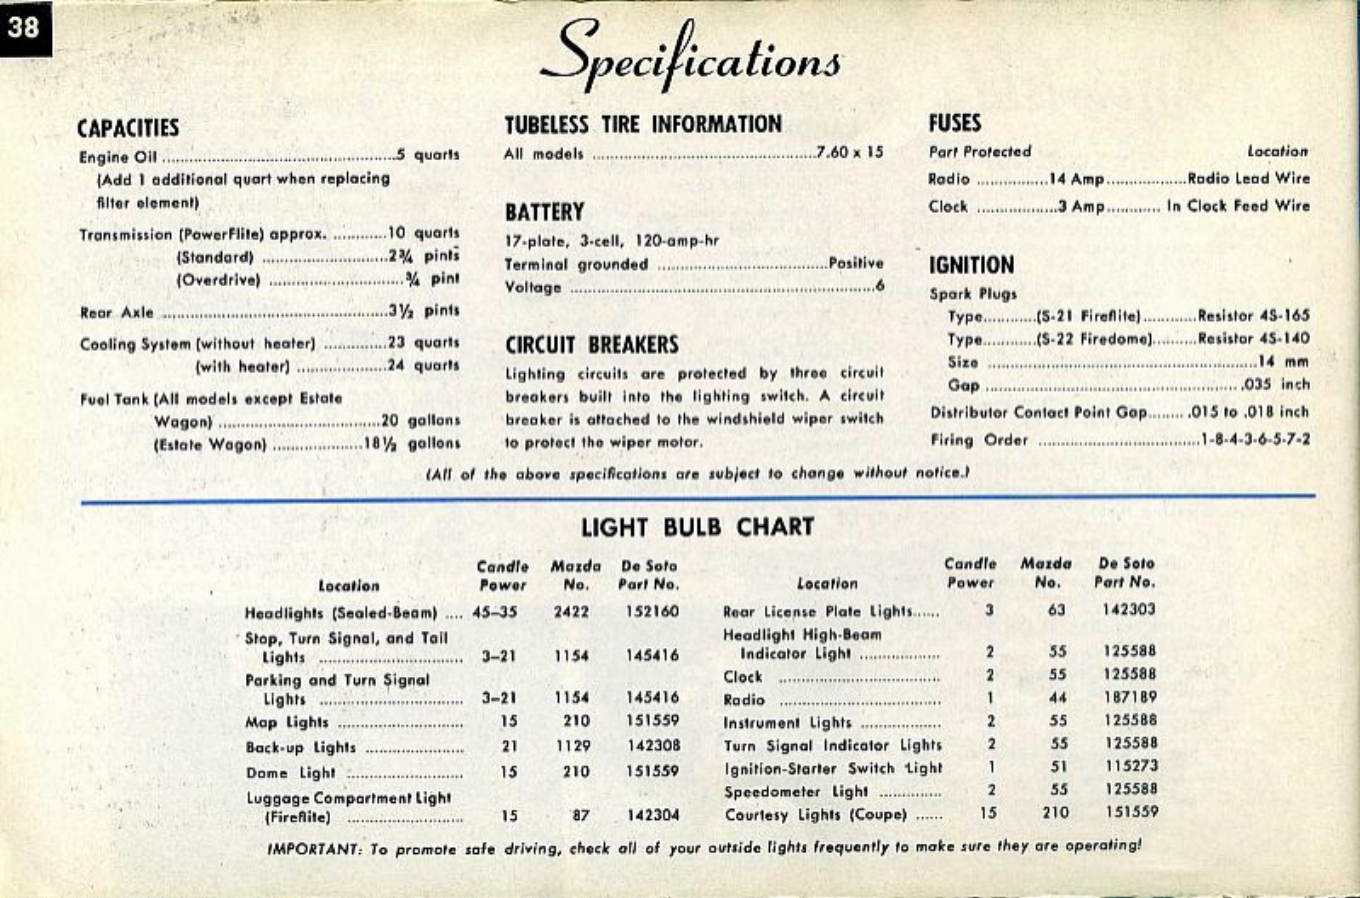 38
Specifications
CAPACITIES
Engine Oil ........ 5 quarts
(Add 1 additional quart when replacing
filter element)
Transmission (PowerFlite) approx. ........ 10 quarts
(Standard) ........ 2¾ pints
(Overdrive) ........ ¾ pint
Rear Axle ........ 3½ pints
Cooling System (without heater) ........ 23 quarts
(with heater) ........ 24 quarts
Fuel Tank (All models except Estate
Wagon) ........ 20 gallons
(Estate Wagon) ........ 18½ gallons
TUBELESS TIRE INFORMATION
All models ........ 7.60 x 15
BATTERY
17-plate, 3-cell, 120-amp-hr
Terminal grounded ........ Positive
Voltage ........ 6
CIRCUIT BREAKERS
Lighting circuits are protected by three circuit
breakers built into the lighting switch. A circuit
breaker is attached to the windshield wiper switch
to protect the wiper motor.
FUSES
Part Protected Location
Radio ........ 14 Amp ........ Radio Lead Wire
Clock ........ 3 Amp ........ In Clock Feed Wire
IGNITION
Spark Plugs
Type ........ (S-21 Fireflite) ........ Resistor 4S-165
Type ........ (S-22 Firedome) ........ Resistor 4S-140
Size ........ 14 mm
Gap ........ .035 inch
Distributor Contact Point Gap ........ .015 to .018 inch
Firing Order ........ 1-8-4-3-6-5-7-2
(All of the above specifications are subject to change without notice.)
LIGHT BULB CHART
Candle Mazda De Soto
Location Power No. Part No.
Headlights (Sealed-Beam) .... 45–35 2422 152160
Stop, Turn Signal, and Tail
Lights ........ 3–21 1154 145416
Parking and Turn Signal
Lights ........ 3–21 1154 145416
Map Lights ........ 15 210 151559
Back-up Lights ........ 21 1129 142308
Dome Light ........ 15 210 151559
Luggage Compartment Light
(Fireflite) ........ 15 87 142304
Candle Mazda De Soto
Location Power No. Part No.
Rear License Plate Lights ...... 3 63 142303
Headlight High-Beam
Indicator Light ........ 2 55 125588
Clock ........ 2 55 125588
Radio ........ 1 44 187189
Instrument Lights ........ 2 55 125588
Turn Signal Indicator Lights 2 55 125588
Ignition-Starter Switch Light 1 51 115273
Speedometer Light ........ 2 55 125588
Courtesy Lights (Coupe) ...... 15 210 151559
IMPORTANT: To promote safe driving, check all of your outside lights frequently to make sure they are operating!